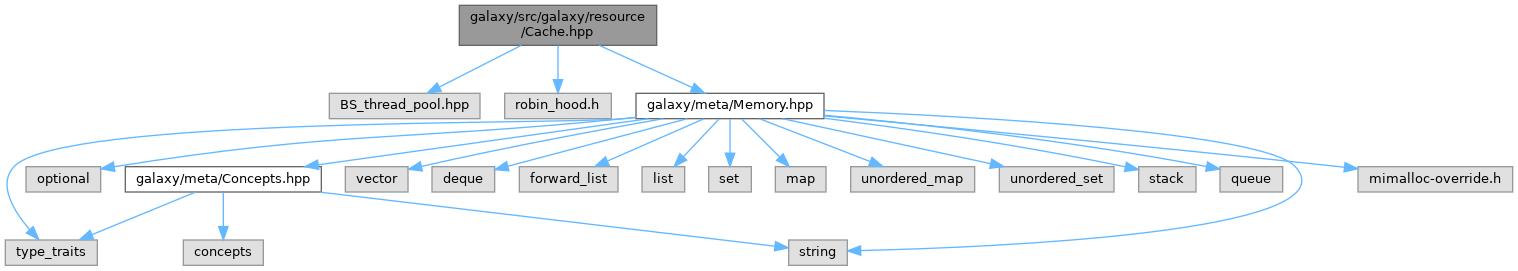 galaxy/src/galaxy/resource
/Cache.hpp
BS_thread_pool.hpp
robin_hood.h
galaxy/meta/Memory.hpp
optional
galaxy/meta/Concepts.hpp
vector
deque
forward_list
list
set
map
unordered_map
unordered_set
stack
queue
mimalloc-override.h
type_traits
concepts
string